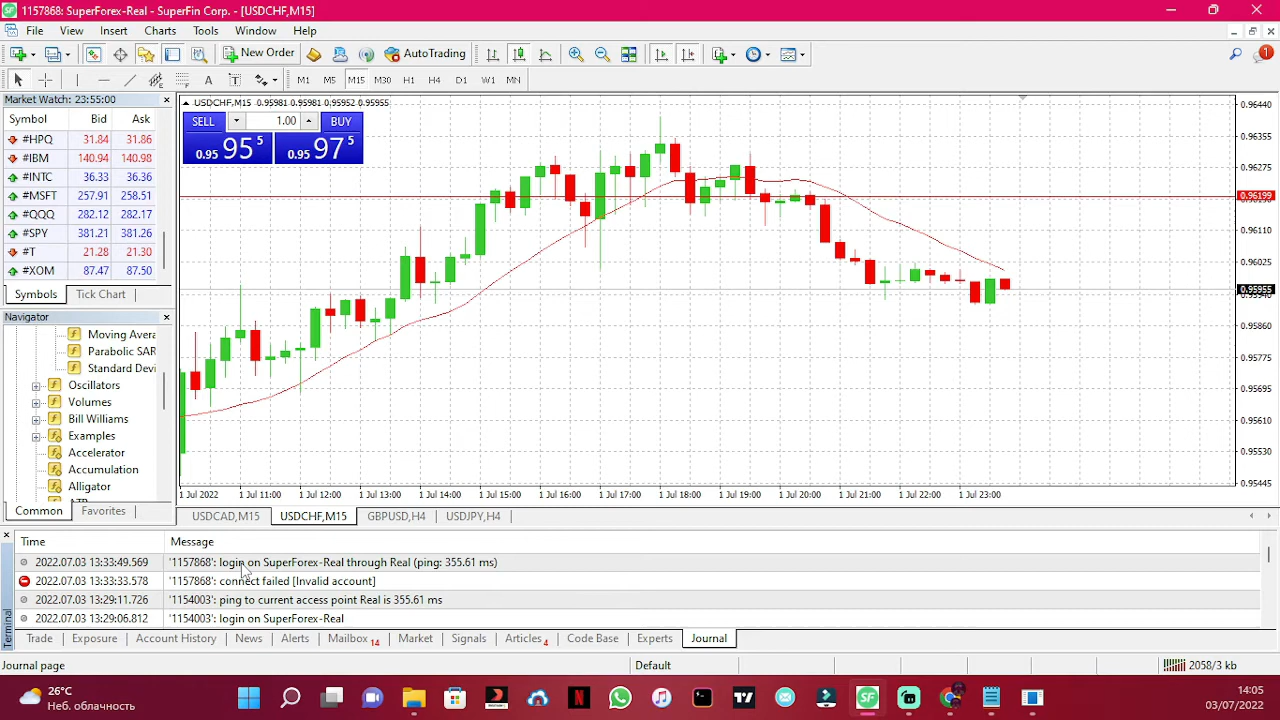 1157868: SuperForex-Real - SuperFin Corp. - [USDCHF,M15]
File View Insert Charts Tools Window Help
New Order AutoTrading
M1 M5 M15 M30 H1 H4 D1 W1 MN
Market Watch: 23:55:00
Symbol Bid Ask
#HPQ 31.84 31.86
#IBM 140.94 140.98
#INTC 36.33 36.36
#MSFT 257.91 258.51
#QQQ 282.12 282.17
#SPY 381.21 381.26
#T 21.28 21.30
#XOM 87.47 87.50
Symbols Tick Chart
Navigator
Moving Avera
Parabolic SAR
Standard Devi
Oscillators
Volumes
Bill Williams
Examples
Accelerator
Accumulation
Alligator
Common Favorites
USDCHF,M15 0.95981 0.95981 0.95952 0.95955
SELL 1.00 BUY
0.95 95 5 0.95 97 5
0.96440
0.96355
0.96275
0.96199
0.96110
0.96025
0.95955
0.95940
0.95860
0.95775
0.95695
0.95610
0.95530
0.95445
1 Jul 2022 1 Jul 11:00 1 Jul 12:00 1 Jul 13:00 1 Jul 14:00 1 Jul 15:00 1 Jul 16:00 1 Jul 17:00 1 Jul 18:00 1 Jul 19:00 1 Jul 20:00 1 Jul 21:00 1 Jul 22:00 1 Jul 23:00
USDCAD,M15 USDCHF,M15 GBPUSD,H4 USDJPY,H4
Time Message
2022.07.03 13:33:49.569 '1157868': login on SuperForex-Real through Real (ping: 355.61 ms)
2022.07.03 13:33:33.578 '1157868': connect failed [Invalid account]
2022.07.03 13:29:11.726 '1154003': ping to current access point Real is 355.61 ms
2022.07.03 13:29:06.812 '1154003': login on SuperForex-Real
Terminal
Trade Exposure Account History News Alerts Mailbox 14 Market Signals Articles 4 Code Base Experts Journal
Journal page Default 2058/3 kb
26°C
Неб. облачность
14:05
03/07/2022